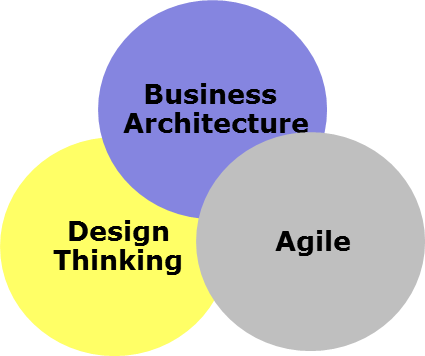 Business
Architecture
Design
Thinking
Agile